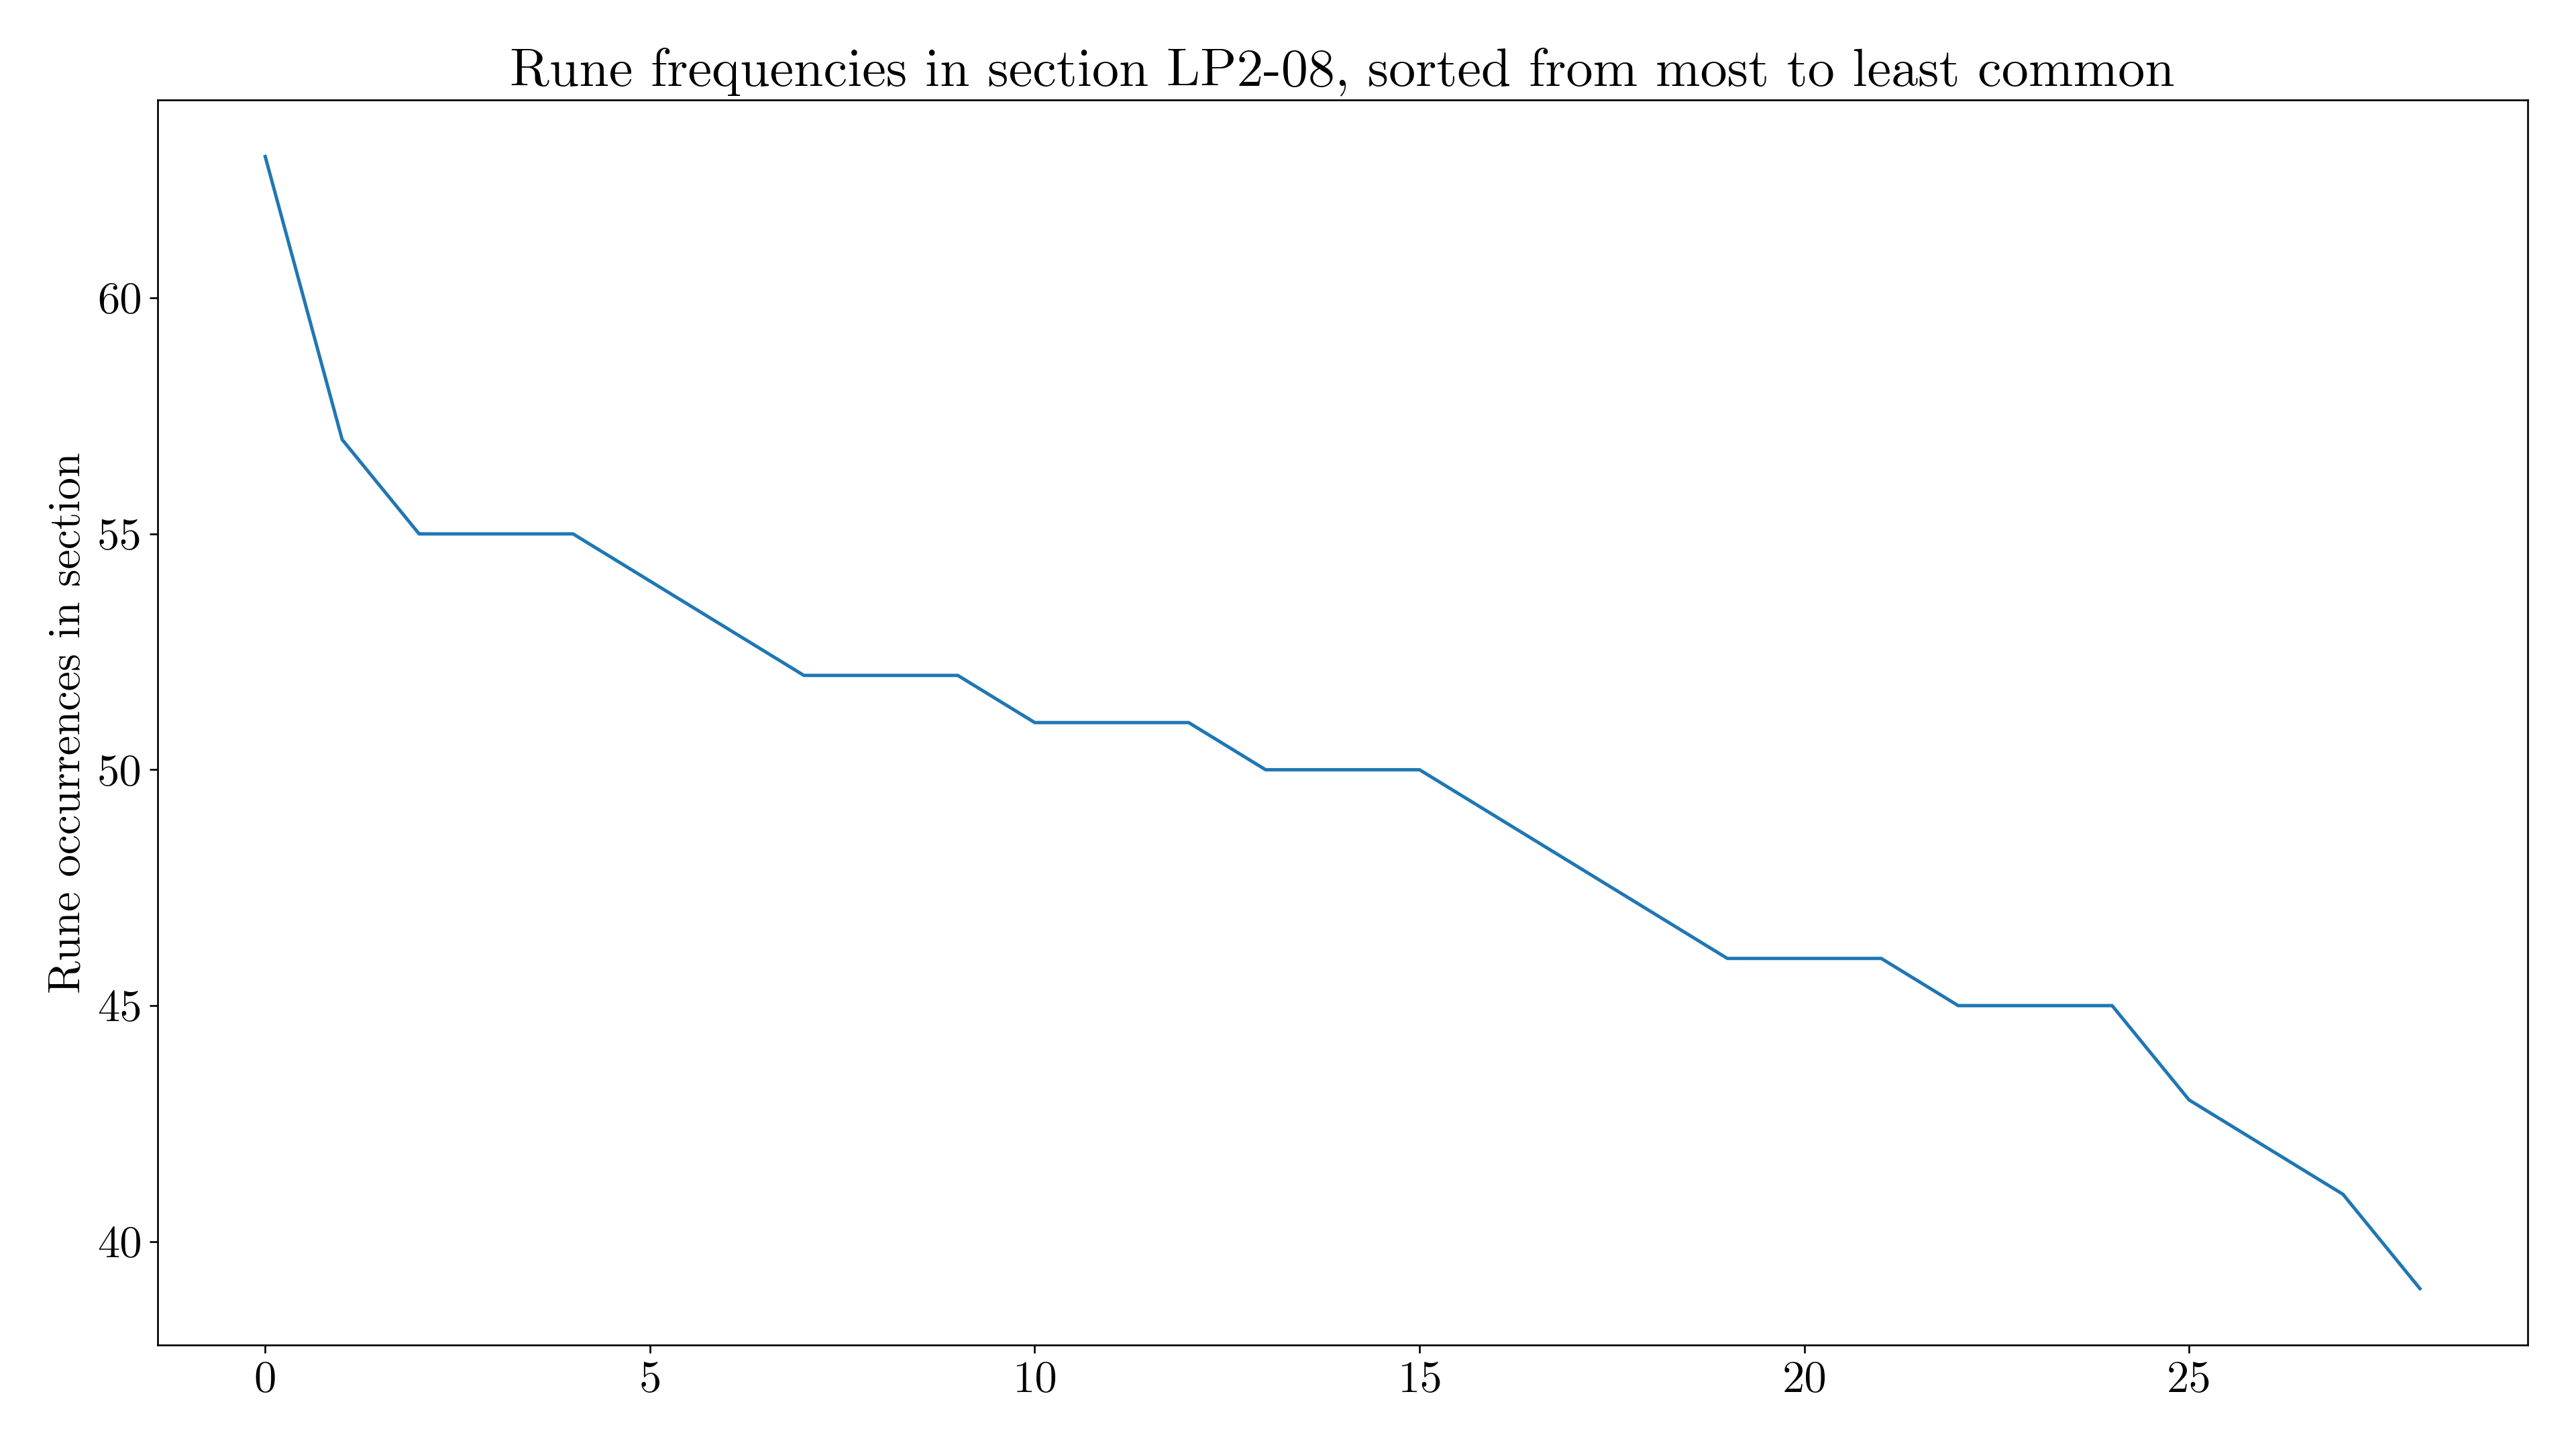 Rune frequencies in section LP2-08, sorted from most to least common
Rune occurrences in section
60
55
50
45
40
0 5 10 15 20 25